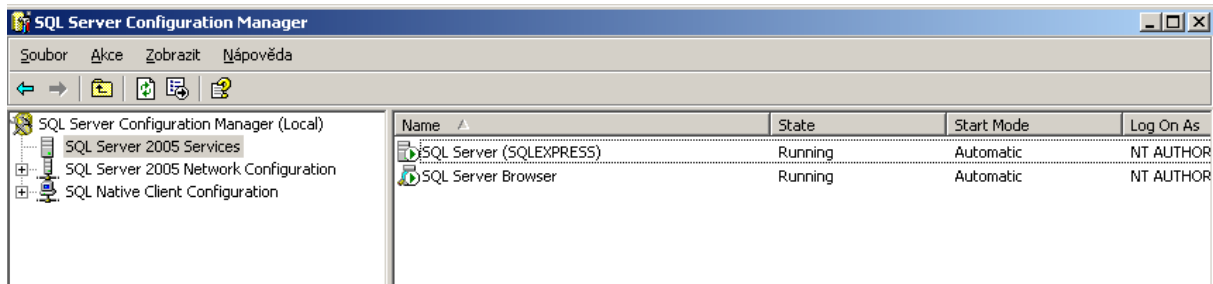 SQL Server Configuration Manager
Soubor Akce Zobrazit Nápověda
SQL Server Configuration Manager (Local)
SQL Server 2005 Services
SQL Server 2005 Network Configuration
SQL Native Client Configuration
Name State Start Mode Log On As
SQL Server (SQLEXPRESS) Running Automatic NT AUTHOR
SQL Server Browser Running Automatic NT AUTHOR